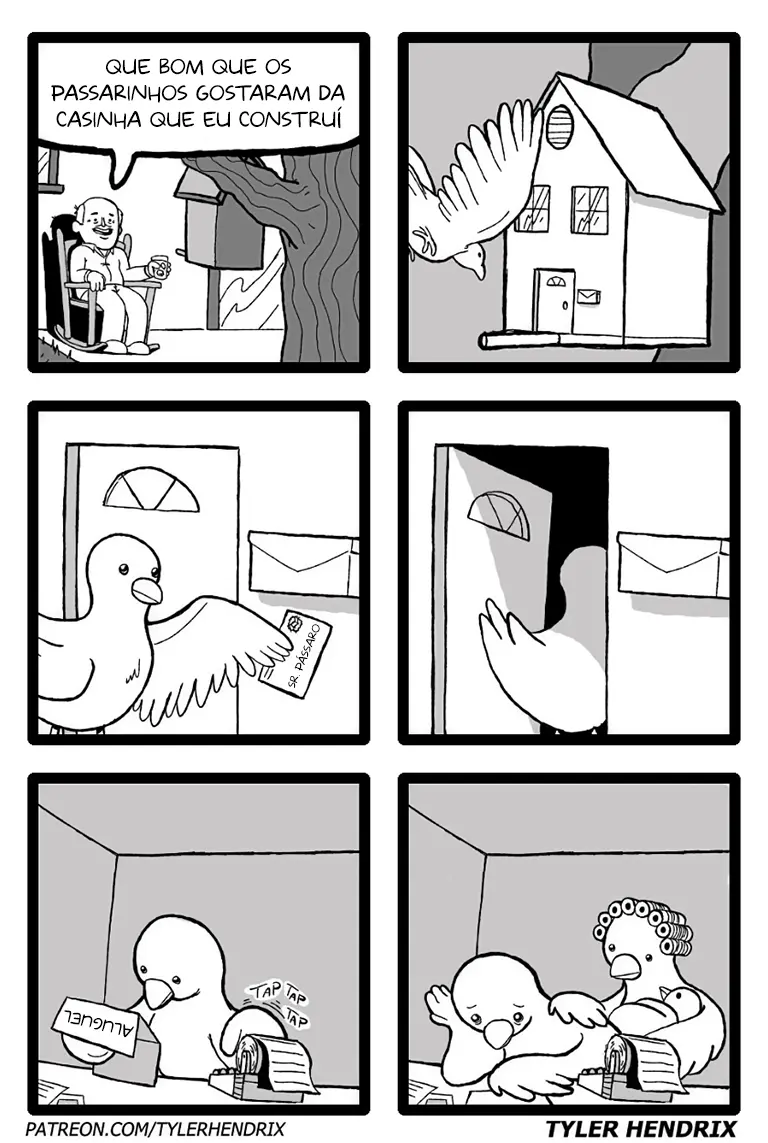 QUE BOM QUE OS
PASSARINHOS GOSTARAM DA
CASINHA QUE EU CONSTRUÍ
SR. PÁSSARO
ALUGUEL
TAP TAP
TAP
PATREON.COM/TYLERHENDRIX
TYLER HENDRIX